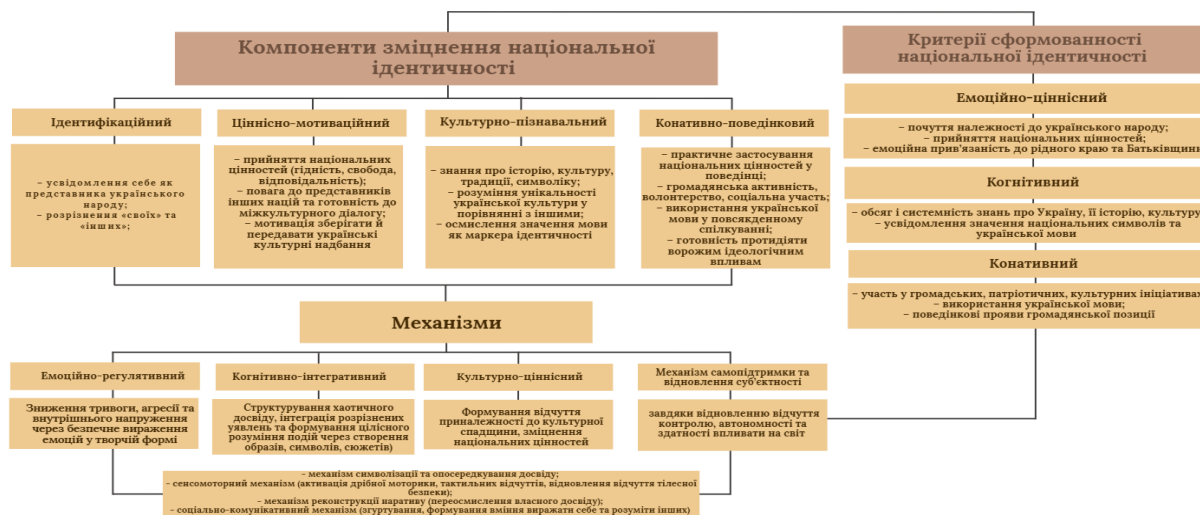 Компоненти зміцнення національної
ідентичності
Критерії сформованності
національної ідентичності
Ідентифікаційний
– усвідомлення себе як
представника українського
народу;
– розрізнення «своїх» та
«інших»;
Ціннісно-мотиваційний
– прийняття національних
цінностей (гідність, свобода,
відповідальність);
– повага до представників
інших націй та готовність до
міжкультурного діалогу;
– мотивація зберігати й
передавати українські
культурні надбання
Культурно-пізнавальний
– знання про історію, культуру,
традиції, символіку;
– розуміння унікальності
української культури у
порівнянні з іншими;
– осмислення значення мови
як маркера ідентичності
Конативно-поведінковий
– практичне застосування
національних цінностей у
поведінці;
– громадянська активність,
волонтерство, соціальна участь;
– використання української
мови у повсякденному
спілкуванні;
– готовність протидіяти
ворожим ідеологічним
впливам
Емоційно-ціннісний
– почуття належності до українського народу;
– прийняття національних цінностей;
– емоційна прив’язаність до рідного краю та Батьківщини
Когнітивний
– обсяг і системність знань про Україну, її історію, культуру;
– усвідомлення значення національних символів та
української мови
Конативний
– участь у громадських, патріотичних, культурних ініціативах;
– використання української мови;
– поведінкові прояви громадянської позиції
Механізми
Емоційно-регулятивний
Зниження тривоги, агресії та
внутрішнього напруження
через безпечне вираження
емоцій у творчій формі
Когнітивно-інтегративний
Структурування хаотичного
досвіду, інтеграція розрізнених
уявлень та формування цілісного
розуміння подій через створення
образів, символів, сюжетів)
Культурно-ціннісний
Формування відчуття
приналежності до культурної
спадщини, зміцнення
національних цінностей
Механізм самопідтримки та
відновлення суб’єктності
завдяки відновленню відчуття
контролю, автономності та
здатності впливати на світ
– механізм символізації та опосередкування досвіду;
– сенсомоторний механізм (активація дрібної моторики, тактильних відчуттів, відновлення відчуття тілесної
безпеки);
– механізм реконструкції наративу (переосмислення власного досвіду);
– соціально-комунікативний механізм (згуртування, формування вміння виражати себе та розуміти інших)